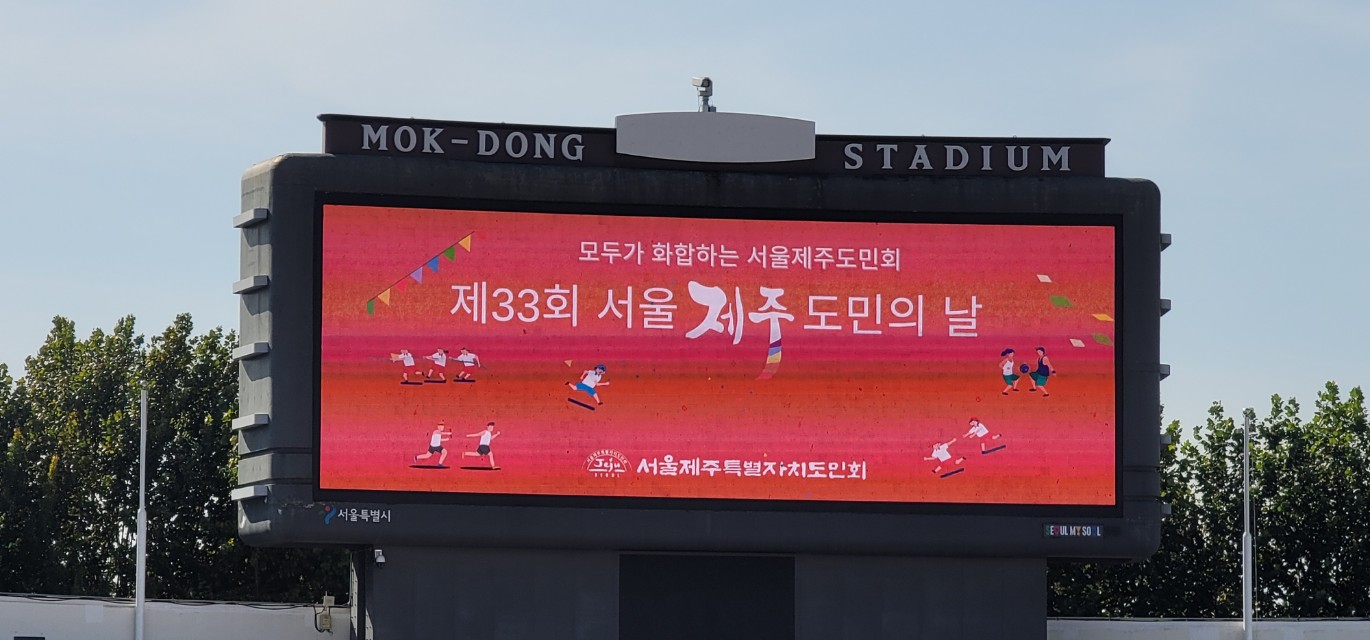 MOK-DONG STADIUM
모두가 화합하는 서울제주도민회
제33회 서울 제주 도민의 날
Jeju
SEOUL
서울제주특별자치도민회
서울특별시
SEOUL MY SOUL